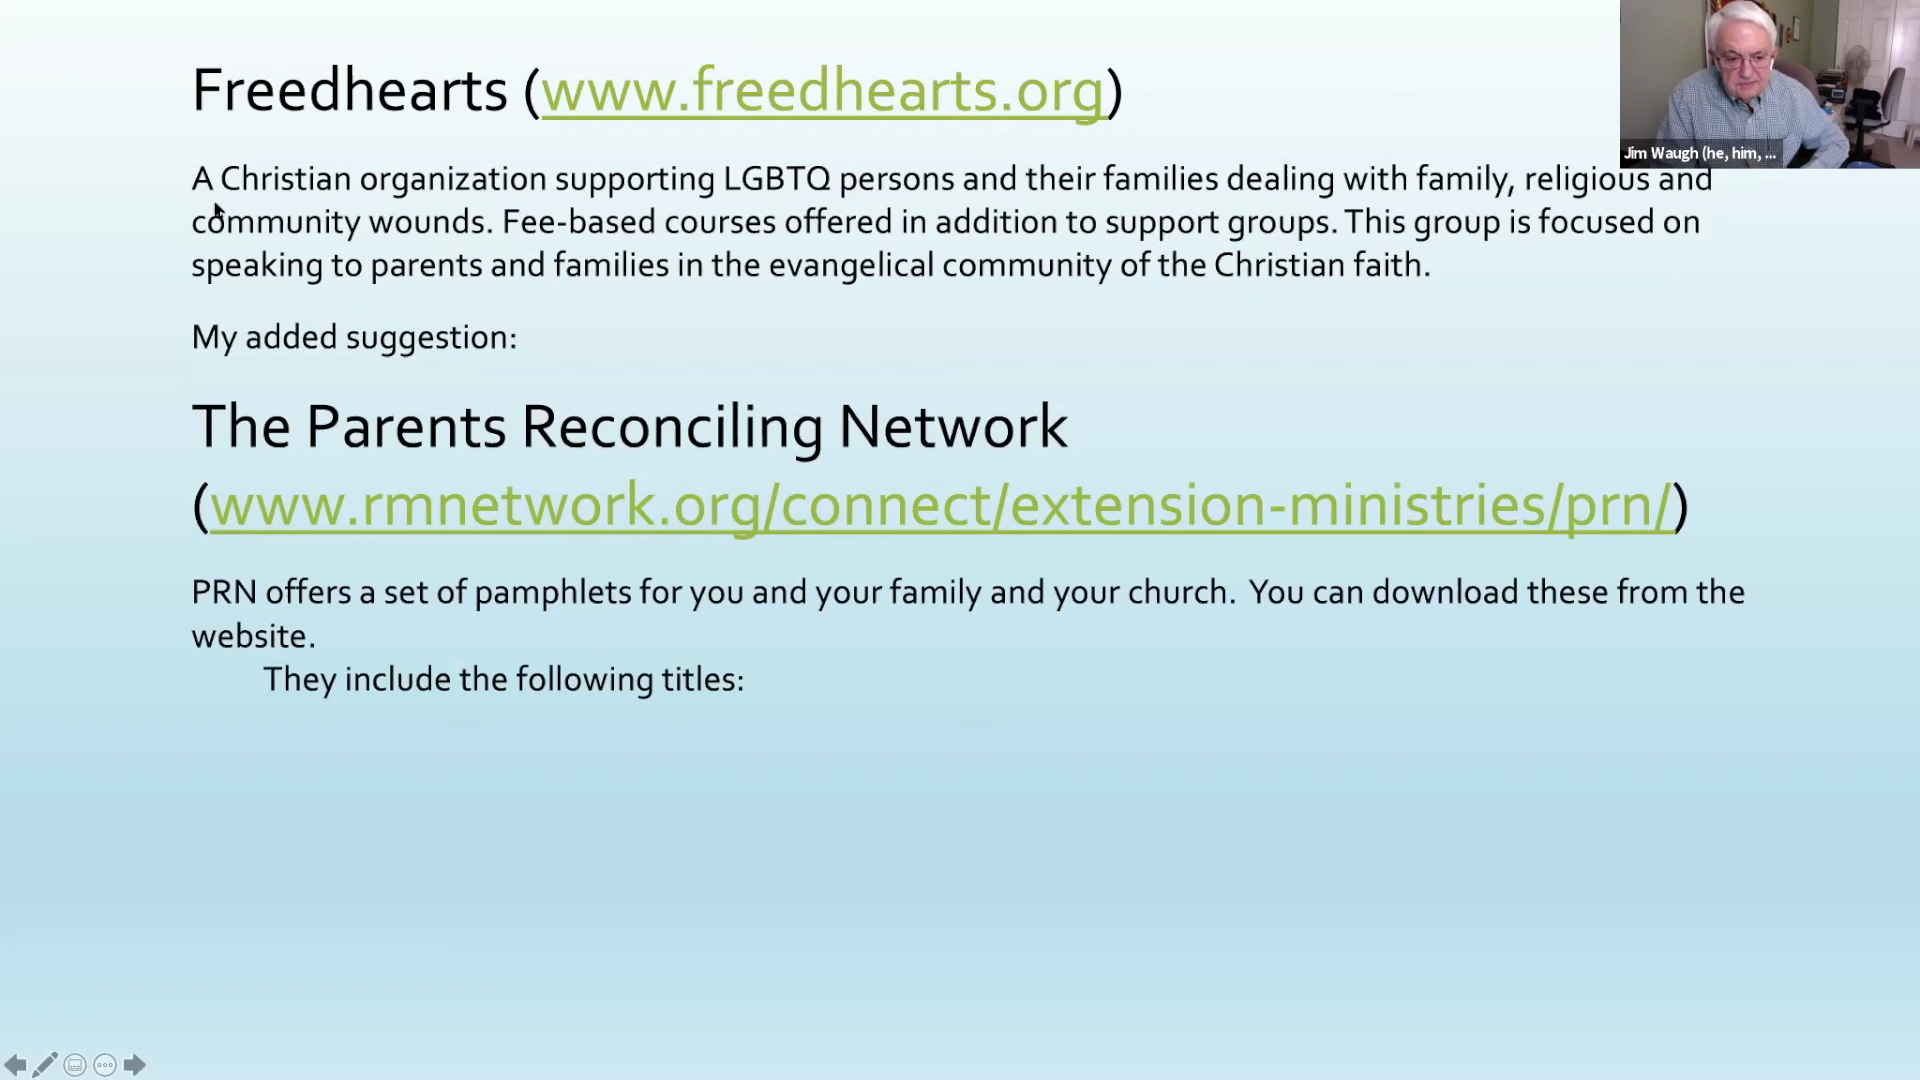 Freedhearts (www.freedhearts.org)
A Christian organization supporting LGBTQ persons and their families dealing with family, religious and
community wounds. Fee-based courses offered in addition to support groups. This group is focused on
speaking to parents and families in the evangelical community of the Christian faith.
My added suggestion:
The Parents Reconciling Network
(www.rmnetwork.org/connect/extension-ministries/prn/)
PRN offers a set of pamphlets for you and your family and your church.  You can download these from the
website.
They include the following titles:
Jim Waugh (he, him, ...